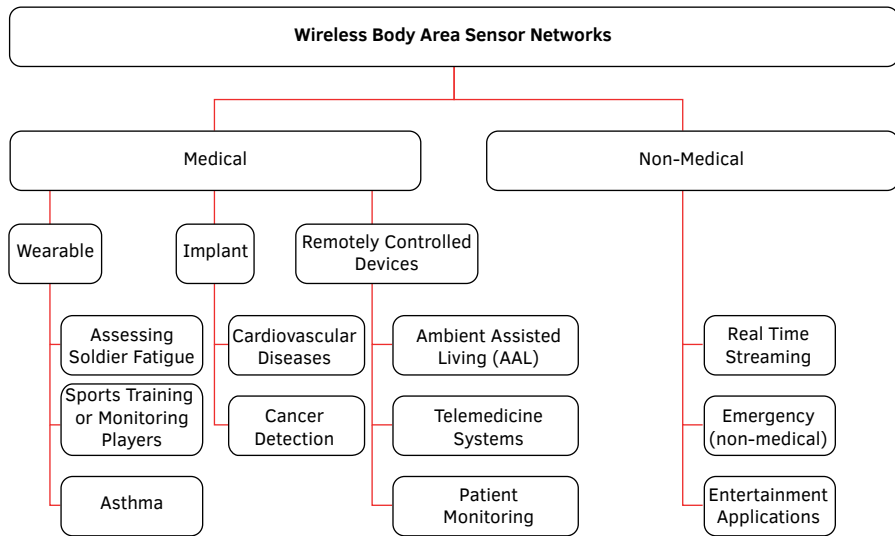 Wireless Body Area Sensor Networks
Medical
Non-Medical
Wearable
Implant
Remotely Controlled
Devices
Assessing
Soldier Fatigue
Cardiovascular
Diseases
Ambient Assisted
Living (AAL)
Real Time
Streaming
Sports Training
or Monitoring
Players
Cancer
Detection
Telemedicine
Systems
Emergency
(non-medical)
Asthma
Patient
Monitoring
Entertainment
Applications